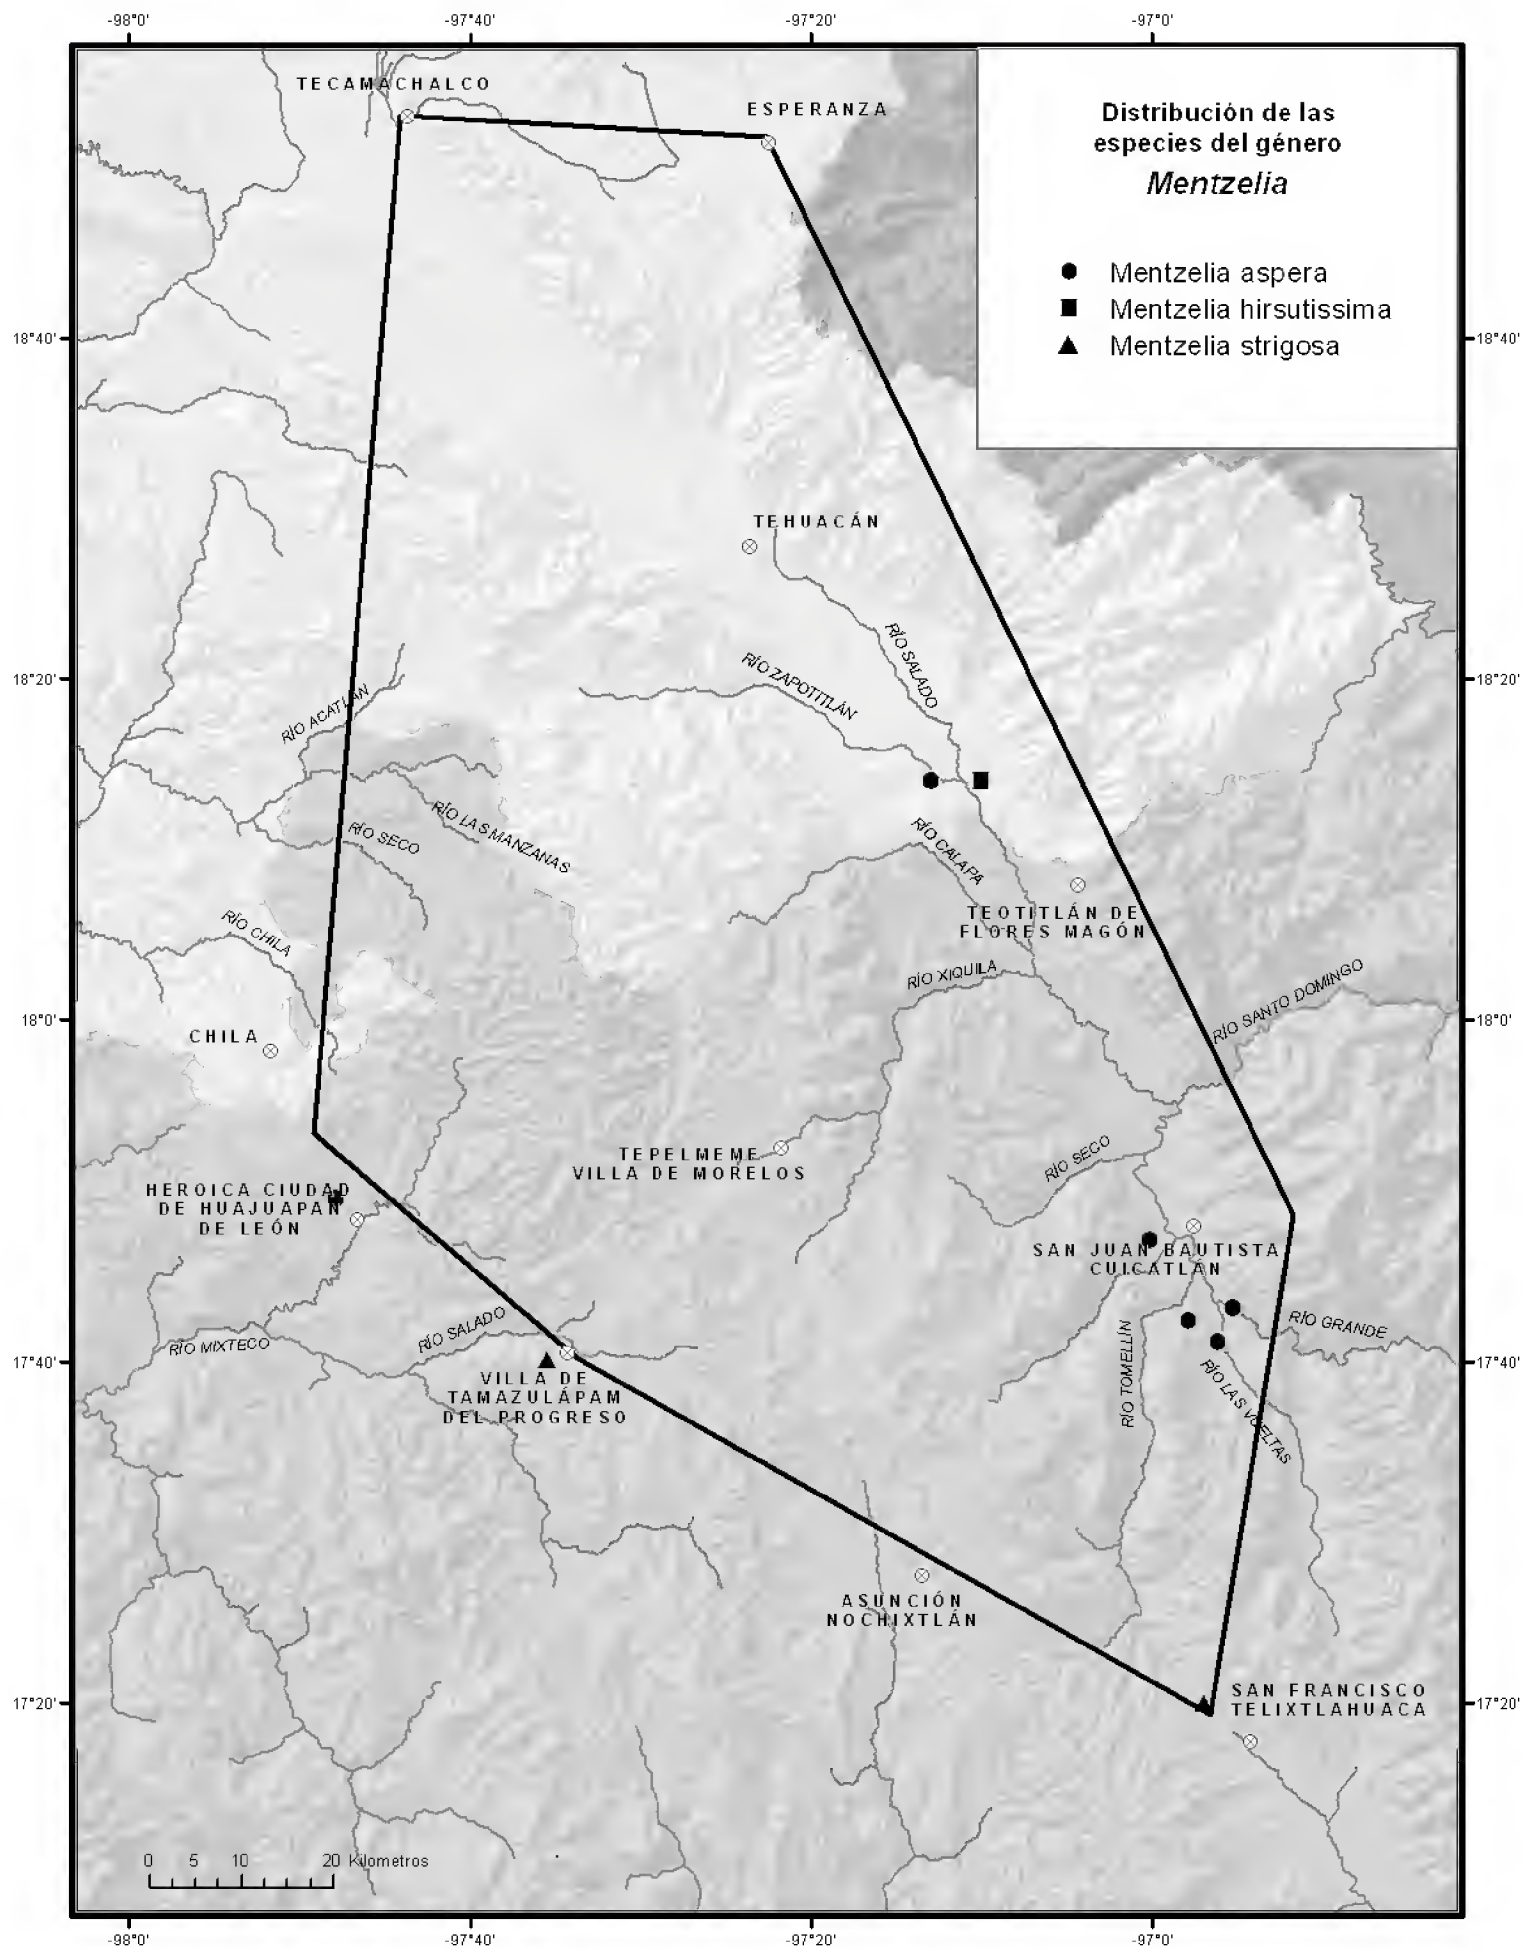 -98°0'
-97°40'
-97°20'
-97°0'
TECAMACHALCO
ESPERANZA
Distribución de las
especies del género
Mentzelia
Mentzelia aspera
Mentzelia hirsutissima
Mentzelia strigosa
18°40'
18°40'
TEHUACÁN
RÍO SALADO
RÍO ZAPOTITLÁN
18°20'
18°20'
RÍO ACATLÁN
RÍO LAS MANZANAS
RÍO SECO
RÍO CALAPA
TEOTITLÁN DE
FLORES MAGÓN
RÍO CHILA
RÍO XIQUILA
RÍO SANTO DOMINGO
18°0'
18°0'
CHILA
RÍO SECO
TEPELMEME
VILLA DE MORELOS
HEROICA CIUDAD
DE HUAJUAPAN
DE LEÓN
SAN JUAN BAUTISTA
CUICATLÁN
RÍO GRANDE
RÍO SALADO
RÍO MIXTECO
17°40'
17°40'
RÍO TOMELLÍN
RÍO LAS VUELTAS
VILLA DE
TAMAZULÁPAM
DEL PROGRESO
ASUNCIÓN
NOCHIXTLÁN
17°20'
17°20'
SAN FRANCISCO
TELIXTLAHUACA
0 5 10 20 Kilometros
-98°0'
-97°40'
-97°20'
-97°0'